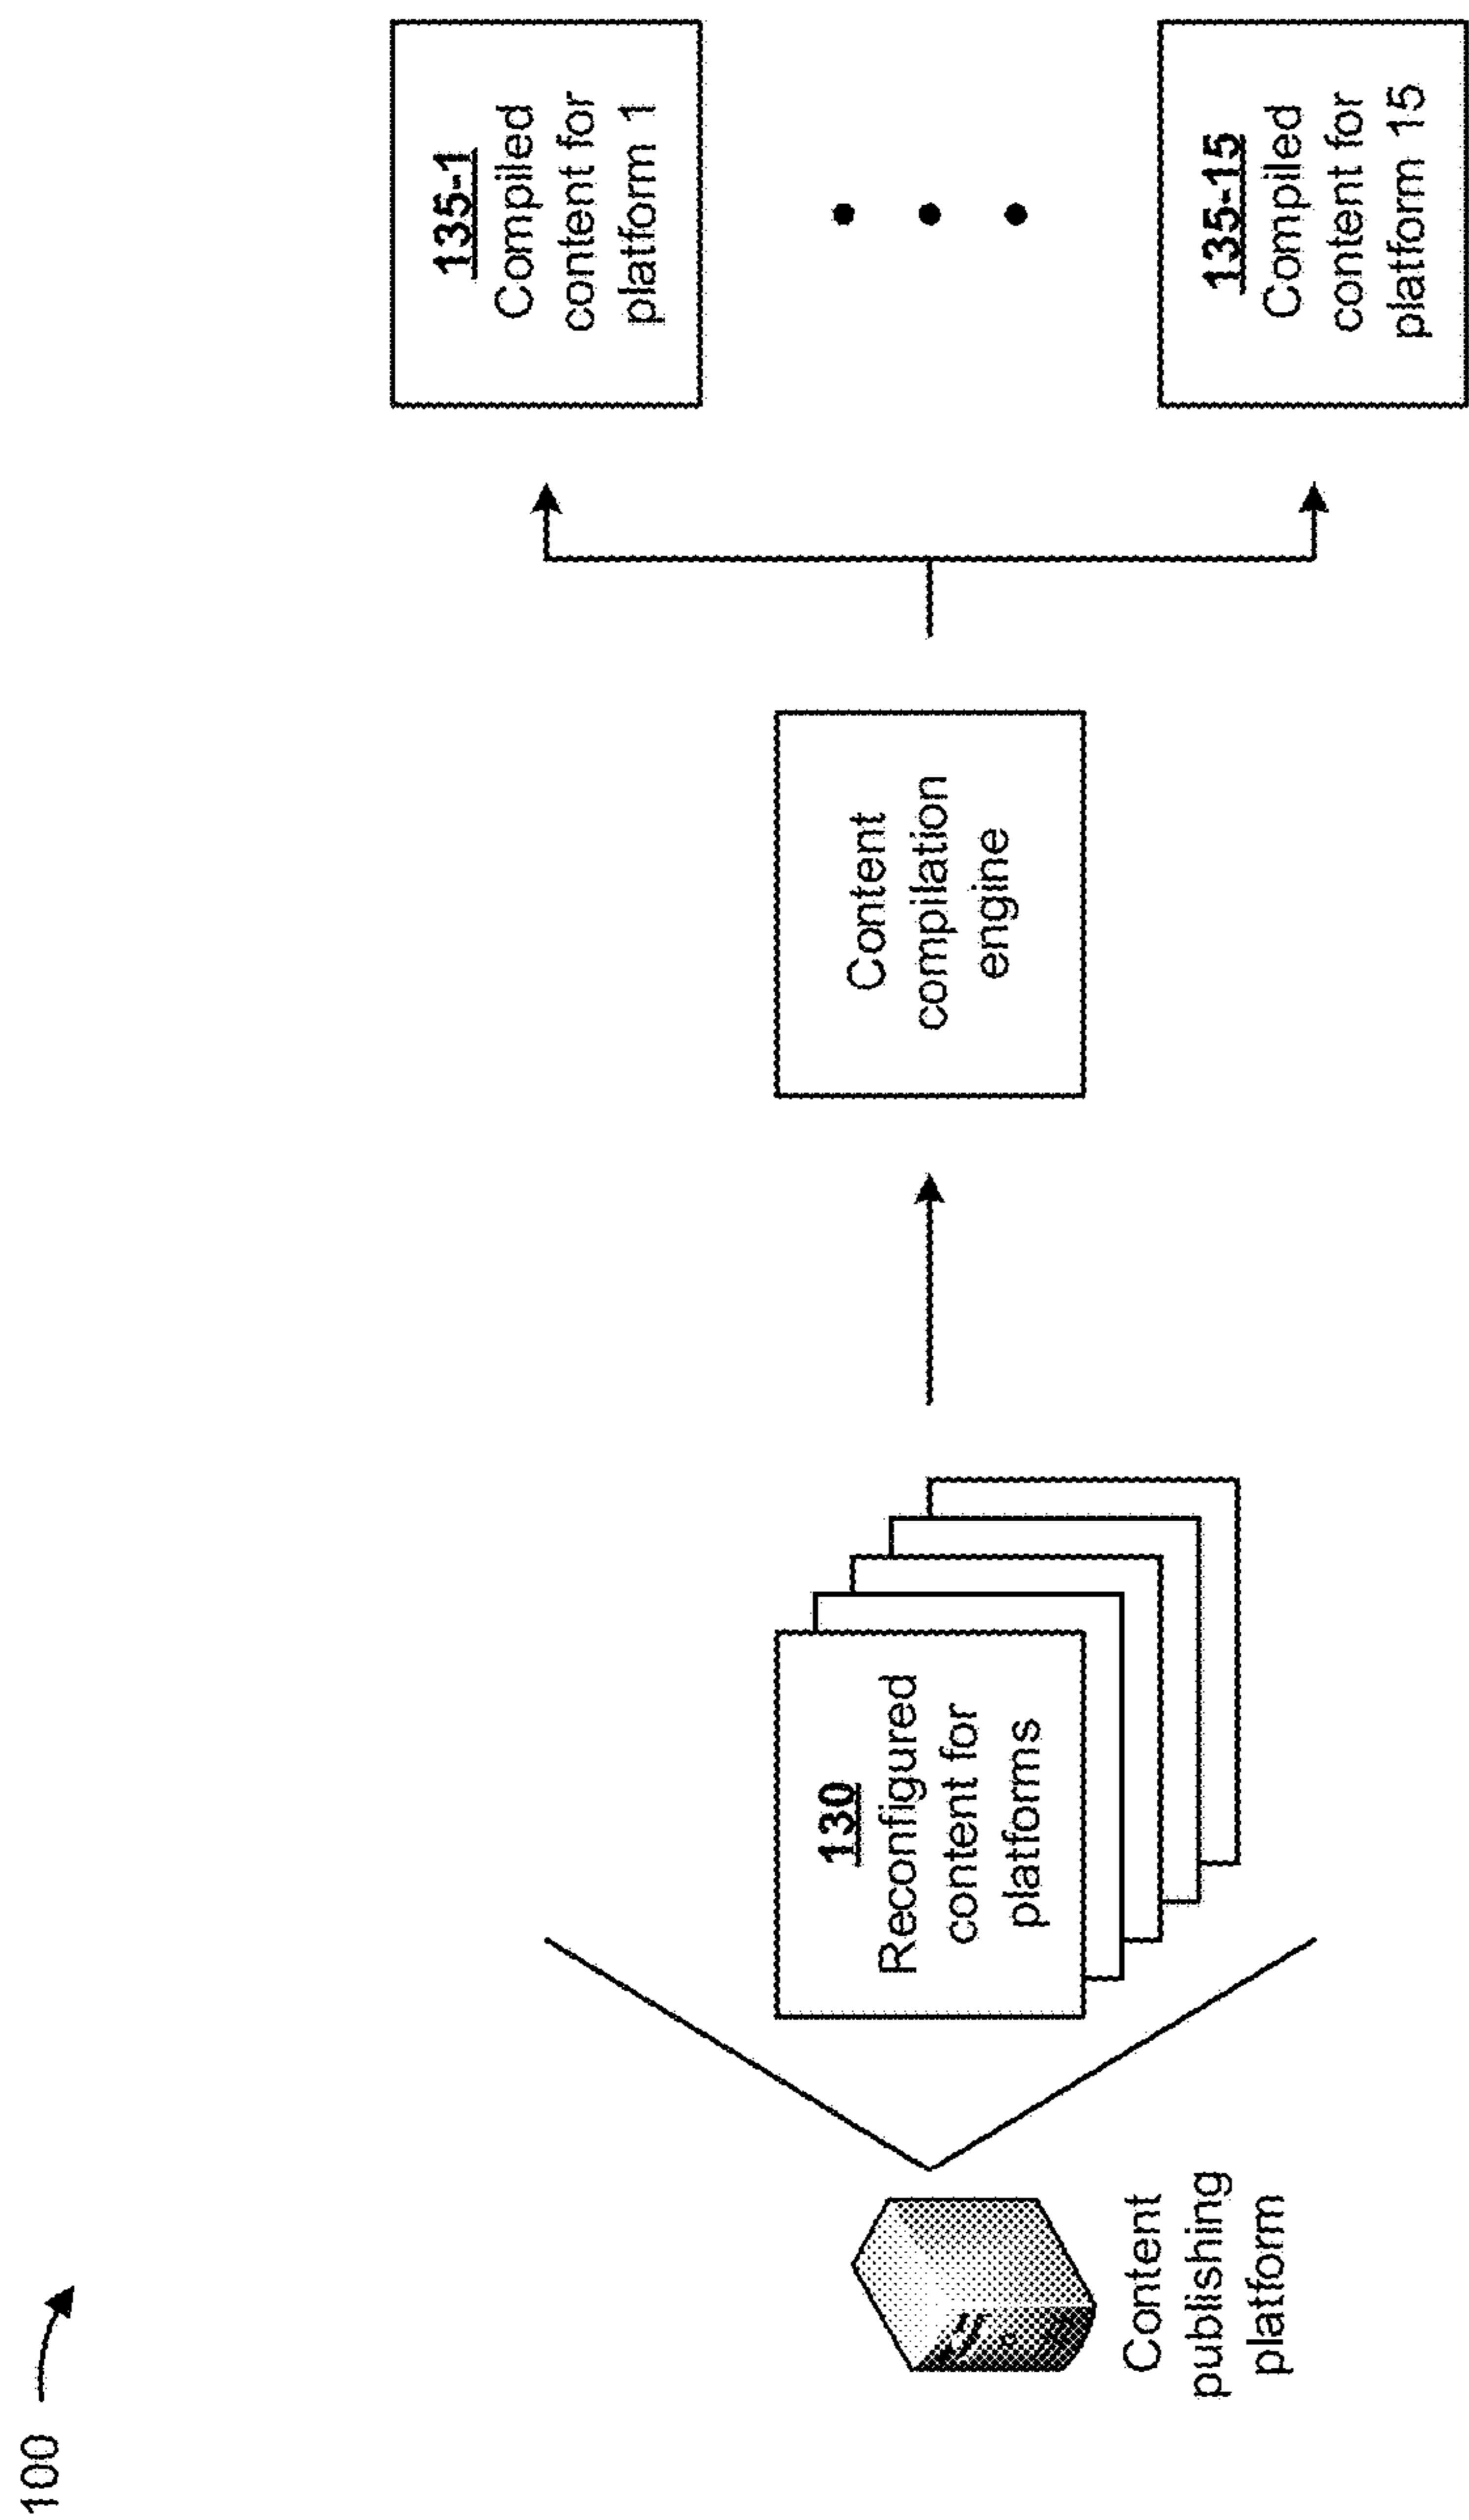 100
Content
publishing
platform
130
Reconfigured
content for
platforms
Content
compilation
engine
135-1
Compiled
content for
platform 1
135-15
Compiled
content for
platform 15